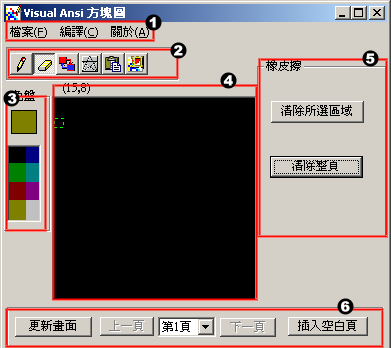 Visual Ansi 方塊圖
檔案(F) 編譯(C) 關於(A)
1
2
3
色盤
(15,8)
4
5
橡皮擦
清除所選區域
清除整頁
6
更新畫面 上一頁 第1頁 下一頁 插入空白頁